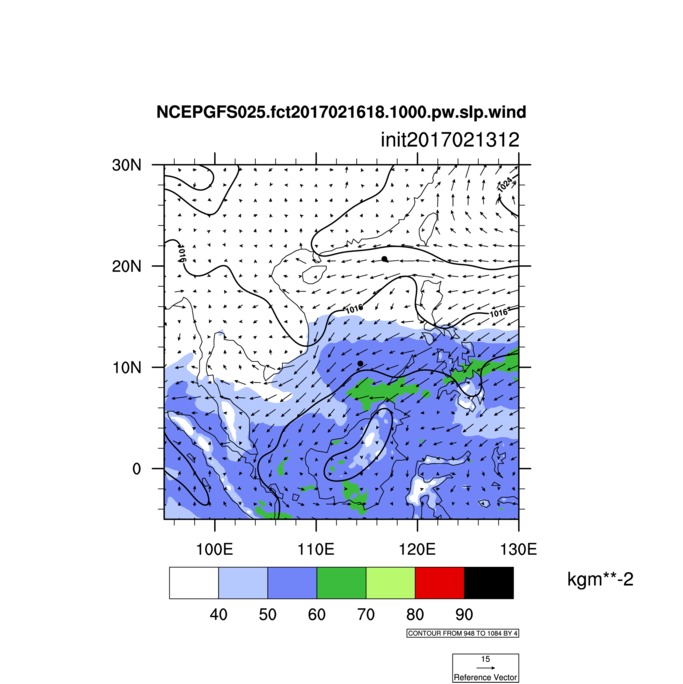 NCEPGFS025.fct2017021618.1000.pw.slp.wind
init2017021312
30N
1024
1016
20N
1016
1016
10N
0
100E 110E 120E 130E
kgm**-2
40 50 60 70 80 90
CONTOUR FROM 948 TO 1084 BY 4
15
Reference Vector